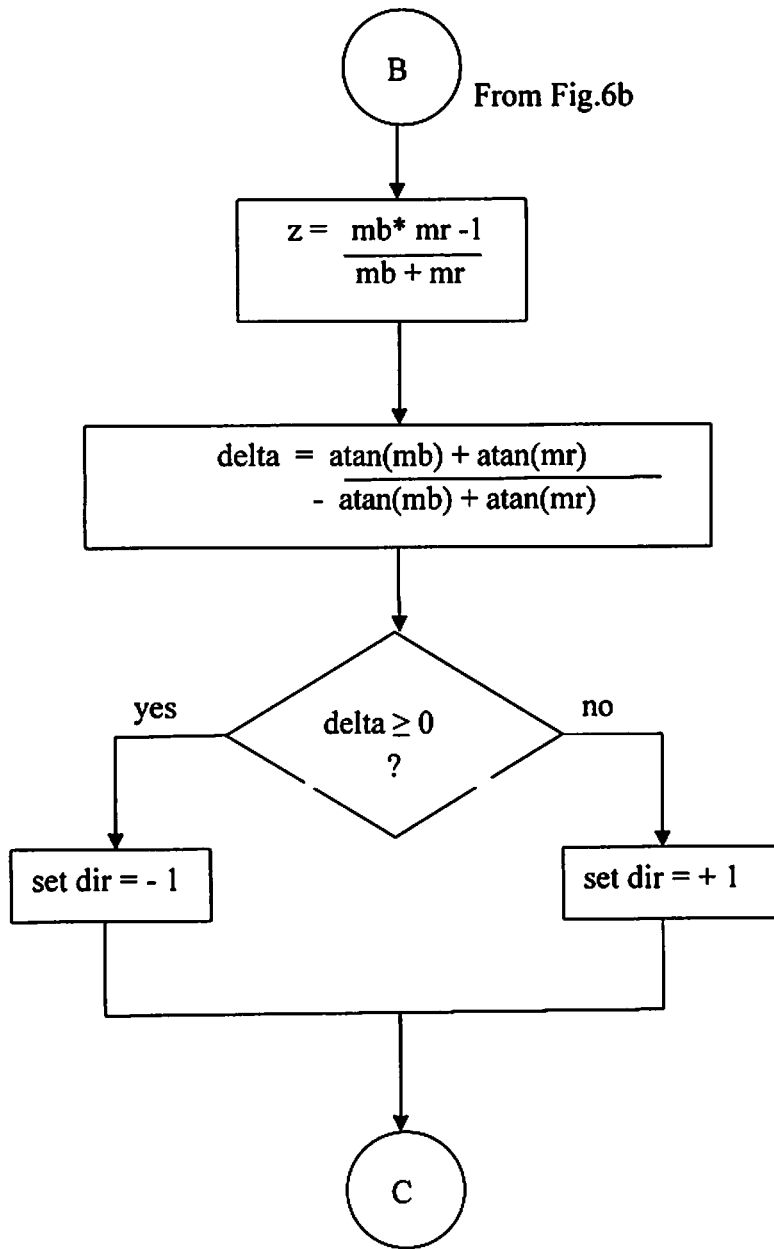 B
From Fig.6b
z = mb* mr -1
mb + mr
delta = atan(mb) + atan(mr)
- atan(mb) + atan(mr)
yes
delta ≥ 0
?
no
set dir = - 1
set dir = + 1
C